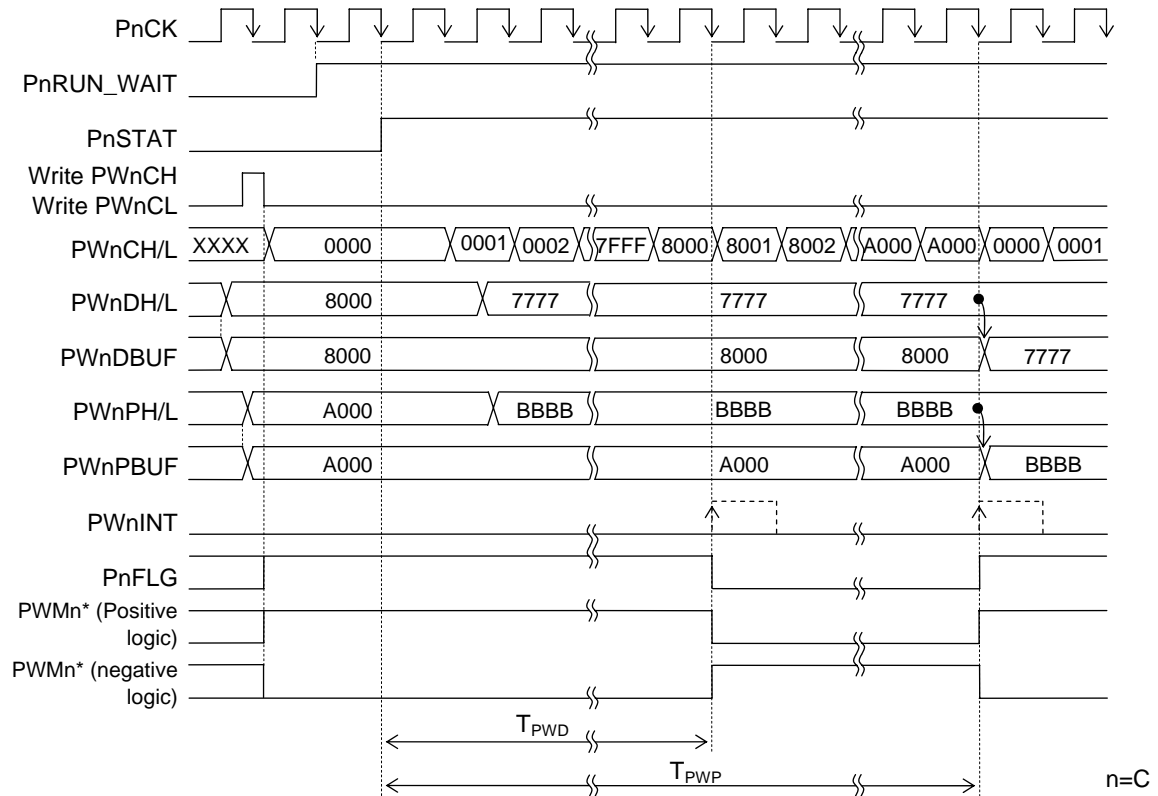 PnCK
PnRUN_WAIT
PnSTAT
Write PWnCH
Write PWnCL
PWnCH/L XXXX 0000 0001 0002 7FFF 8000 8001 8002 A000 A000 0000 0001
PWnDH/L 8000 7777 7777 7777
PWnDBUF 8000 8000 8000 7777
PWnPH/L A000 BBBB BBBB BBBB
PWnPBUF A000 A000 A000 BBBB
PWnINT
PnFLG
PWMn* (Positive
logic)
PWMn* (negative
logic)
TPWD
TPWP
n=C